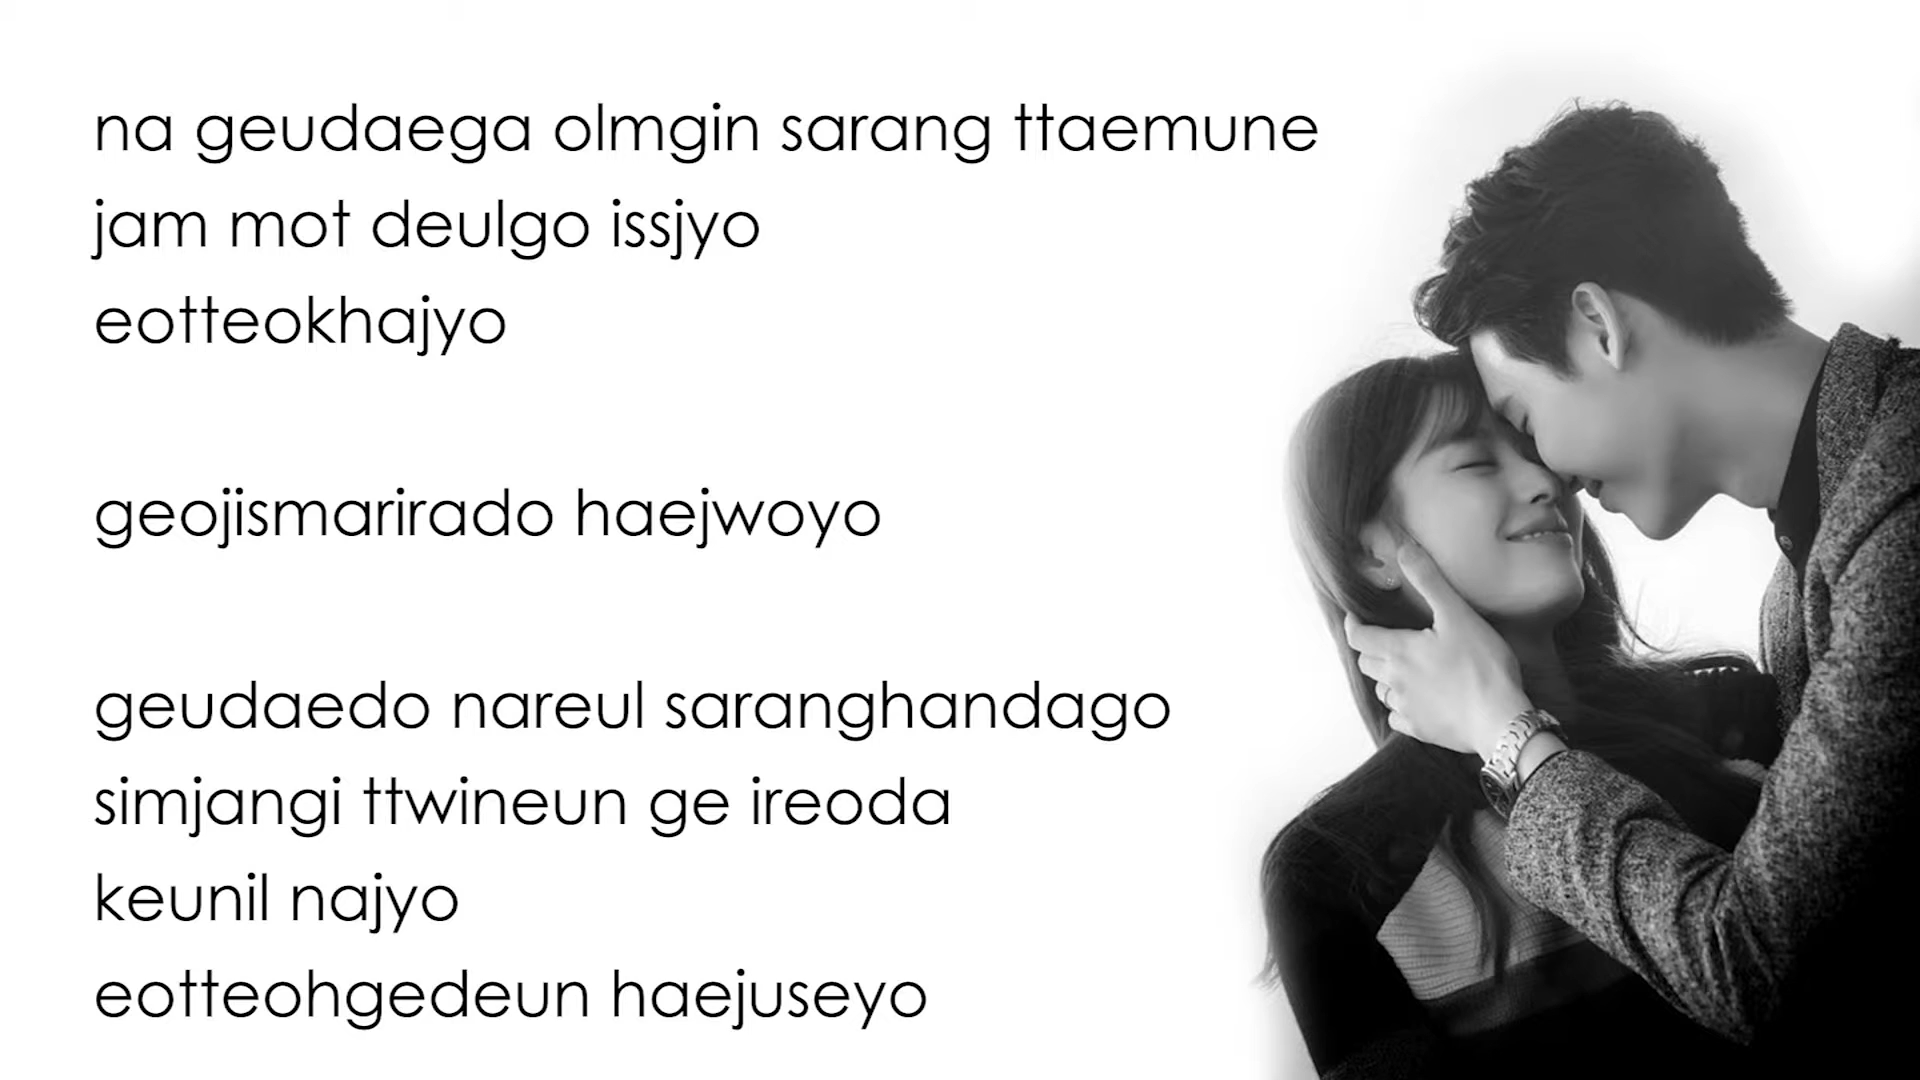 na geudaega olmgin sarang ttaemune
jam mot deulgo issjyo
eotteokhajyo
geojismarirado haejwoyo
geudaedo nareul saranghandago
simjangi ttwineun ge ireoda
keunil najyo
eotteohgedeun haejuseyo